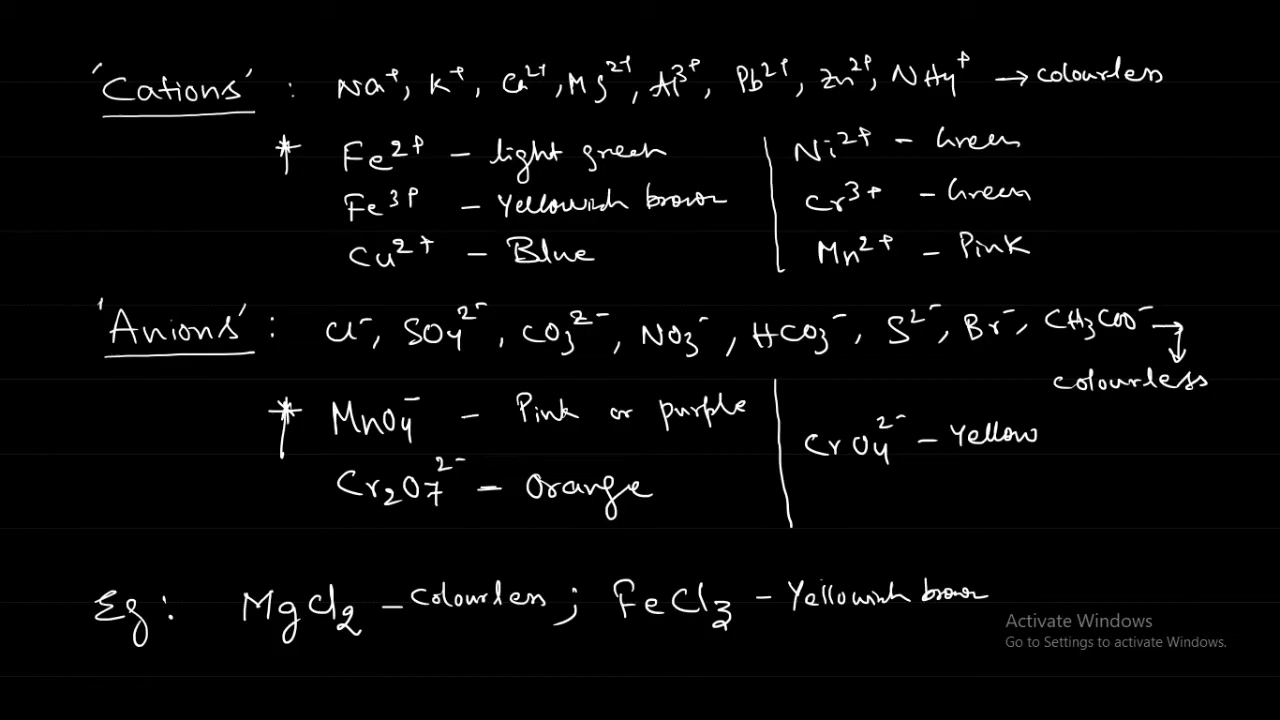 'Cations' : Na⁺, K⁺, Ca²⁺, Mg²⁺, Al³⁺, Pb²⁺, Zn²⁺, NH₄⁺ → colourless
* Fe²⁺ - light green | Ni²⁺ - Green
Fe³⁺ - Yellowish brown | Cr³⁺ - Green
Cu²⁺ - Blue | Mn²⁺ - Pink
'Anions' : Cl⁻, SO₄²⁻, CO₃²⁻, NO₃⁻, HCO₃⁻, S²⁻, Br⁻, CH₃COO⁻ →
↓ colourless
* MnO₄⁻ - Pink or purple | CrO₄²⁻ - Yellow
Cr₂O₇²⁻ - Orange
Eg : MgCl₂ - Colourless ; FeCl₃ - Yellowish brown
Activate Windows
Go to Settings to activate Windows.